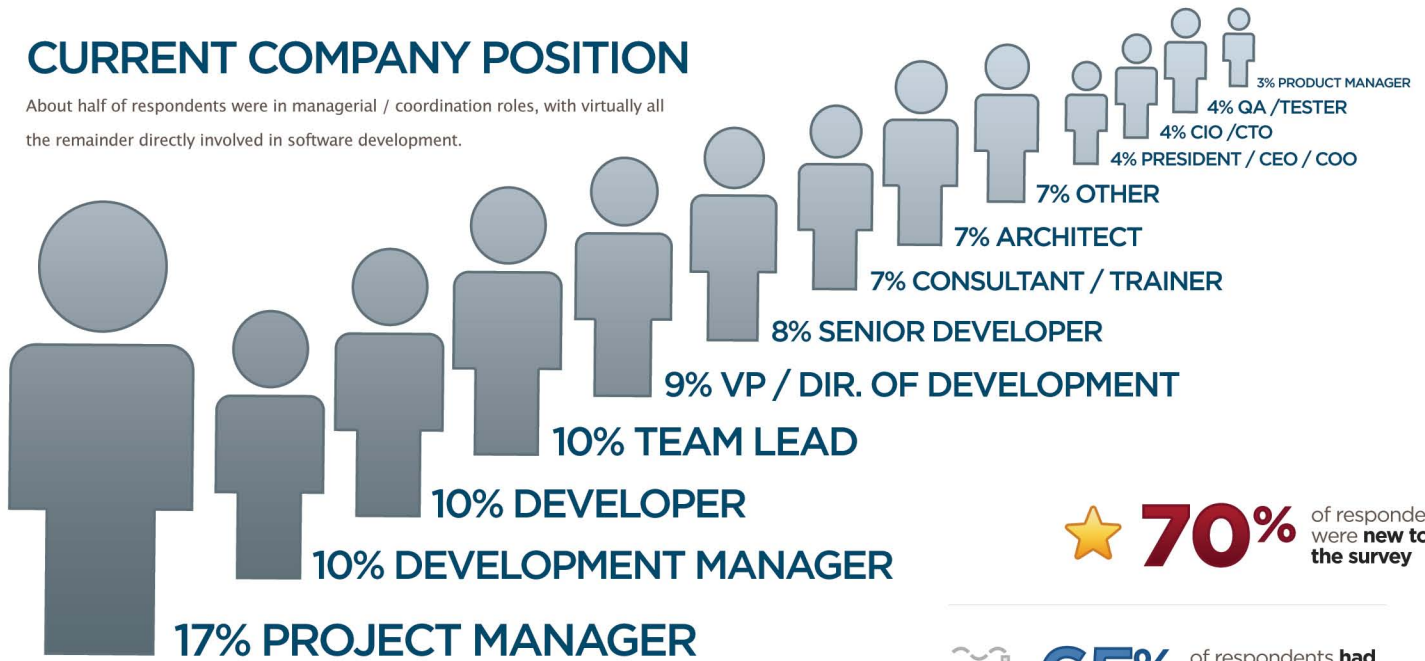 CURRENT COMPANY POSITION
About half of respondents were in managerial / coordination roles, with virtually all
the remainder directly involved in software development.
3% PRODUCT MANAGER
4% QA /TESTER
4% CIO /CTO
4% PRESIDENT / CEO / COO
7% OTHER
7% ARCHITECT
7% CONSULTANT / TRAINER
8% SENIOR DEVELOPER
9% VP / DIR. OF DEVELOPMENT
10% TEAM LEAD
10% DEVELOPER
10% DEVELOPMENT MANAGER
17% PROJECT MANAGER
70%
of responde
were new to
the survey
65%
of respondents had